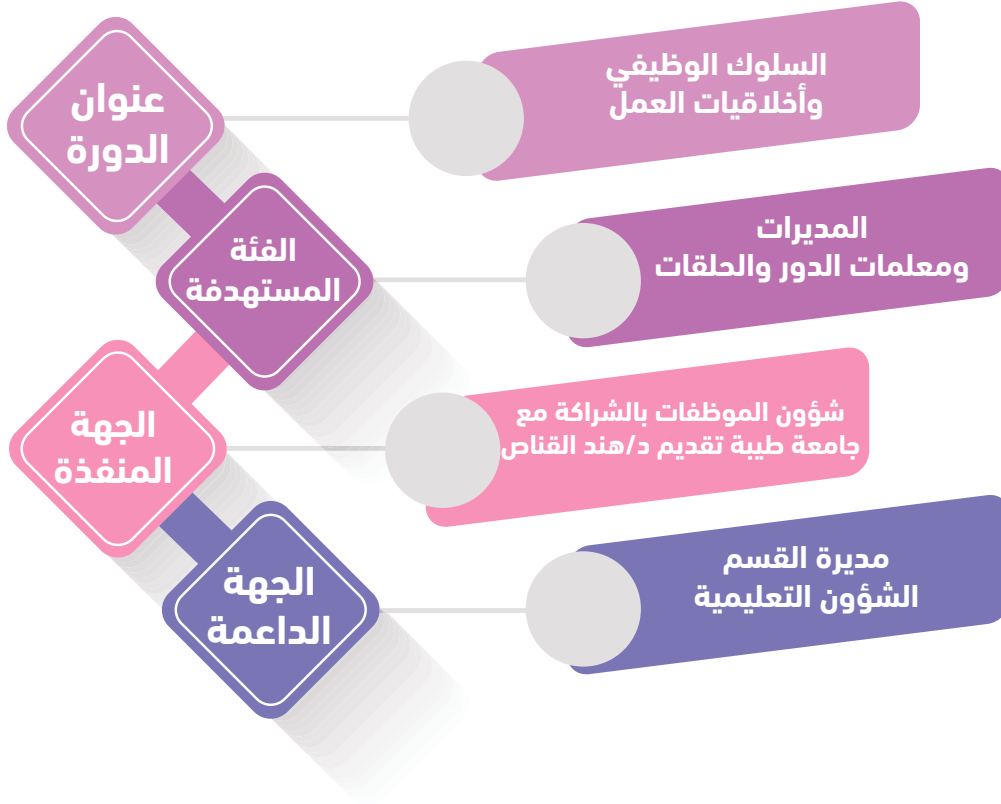 عنوان
الدورة
السلوك الوظيفي
وأخلاقيات العمل
الفئة
المستهدفة
المديرات
ومعلمات الدور والحلقات
الجهة
المنفذة
شؤون الموظفات بالشراكة مع
جامعة طيبة تقديم د/هند القناص
الجهة
الداعمة
مديرة القسم
الشؤون التعليمية